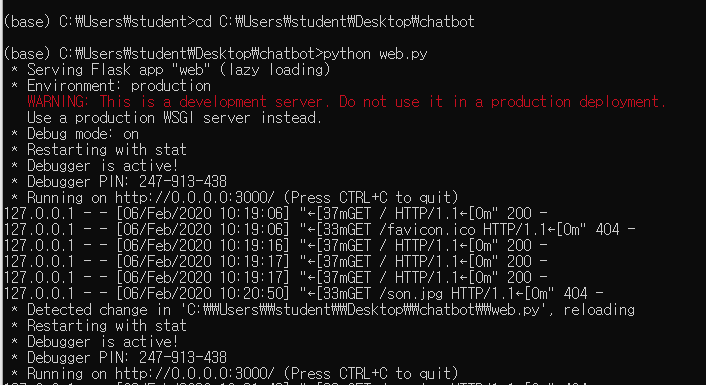 (base) C:₩Users₩student>cd C:₩Users₩student₩Desktop₩chatbot
(base) C:₩Users₩student₩Desktop₩chatbot>python web.py
* Serving Flask app "web" (lazy loading)
* Environment: production
WARNING: This is a development server. Do not use it in a production deployment.
Use a production WSGI server instead.
* Debug mode: on
* Restarting with stat
* Debugger is active!
* Debugger PIN: 247-913-438
* Running on http://0.0.0.0:3000/ (Press CTRL+C to quit)
127.0.0.1 - - [06/Feb/2020 10:19:06] "←[37mGET / HTTP/1.1←[0m" 200 -
127.0.0.1 - - [06/Feb/2020 10:19:06] "←[33mGET /favicon.ico HTTP/1.1←[0m" 404 -
127.0.0.1 - - [06/Feb/2020 10:19:16] "←[37mGET / HTTP/1.1←[0m" 200 -
127.0.0.1 - - [06/Feb/2020 10:19:17] "←[37mGET / HTTP/1.1←[0m" 200 -
127.0.0.1 - - [06/Feb/2020 10:19:17] "←[37mGET / HTTP/1.1←[0m" 200 -
127.0.0.1 - - [06/Feb/2020 10:20:50] "←[33mGET /son.jpg HTTP/1.1←[0m" 404 -
* Detected change in 'C:₩₩Users₩₩student₩₩Desktop₩₩chatbot₩₩web.py', reloading
* Restarting with stat
* Debugger is active!
* Debugger PIN: 247-913-438
* Running on http://0.0.0.0:3000/ (Press CTRL+C to quit)